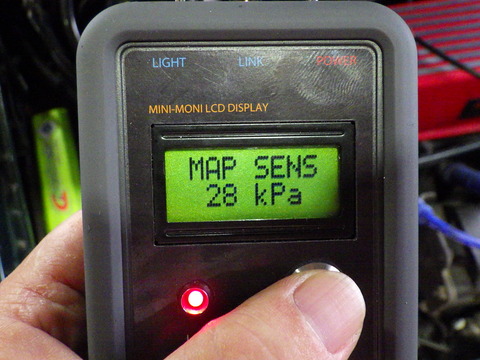 LIGHT LINK POWER
MINI-MONI LCD DISPLAY
MAP SENS
28 kPa